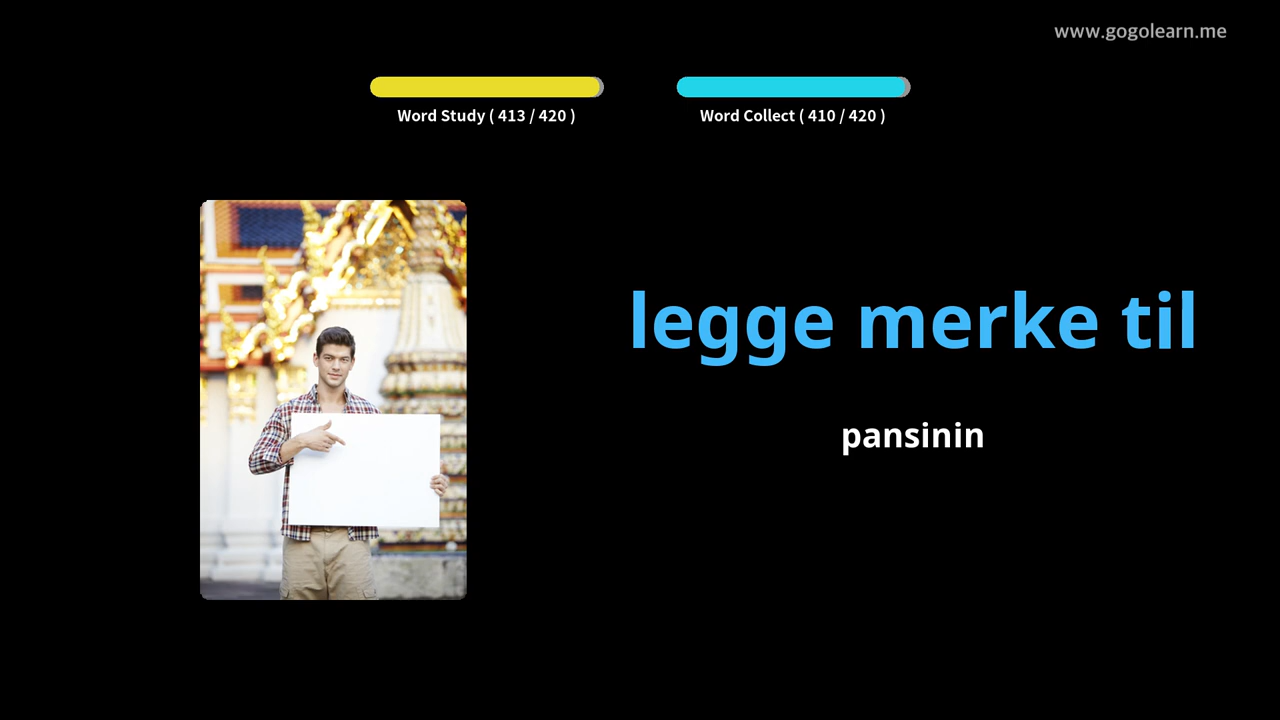 www.gogolearn.me
Word Study ( 413 / 420 )
Word Collect ( 410 / 420 )
legge merke til
pansinin